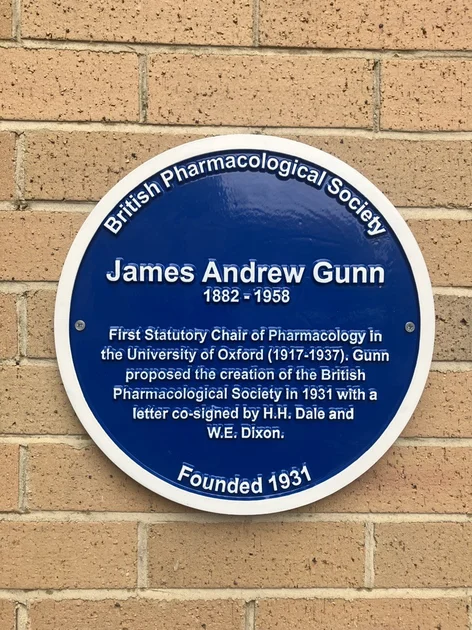 British Pharmacological Society
James Andrew Gunn
1882 - 1958
First Statutory Chair of Pharmacology in
the University of Oxford (1917-1937). Gunn
proposed the creation of the British
Pharmacological Society in 1931 with a
letter co-signed by H.H. Dale and
W.E. Dixon.
Founded 1931